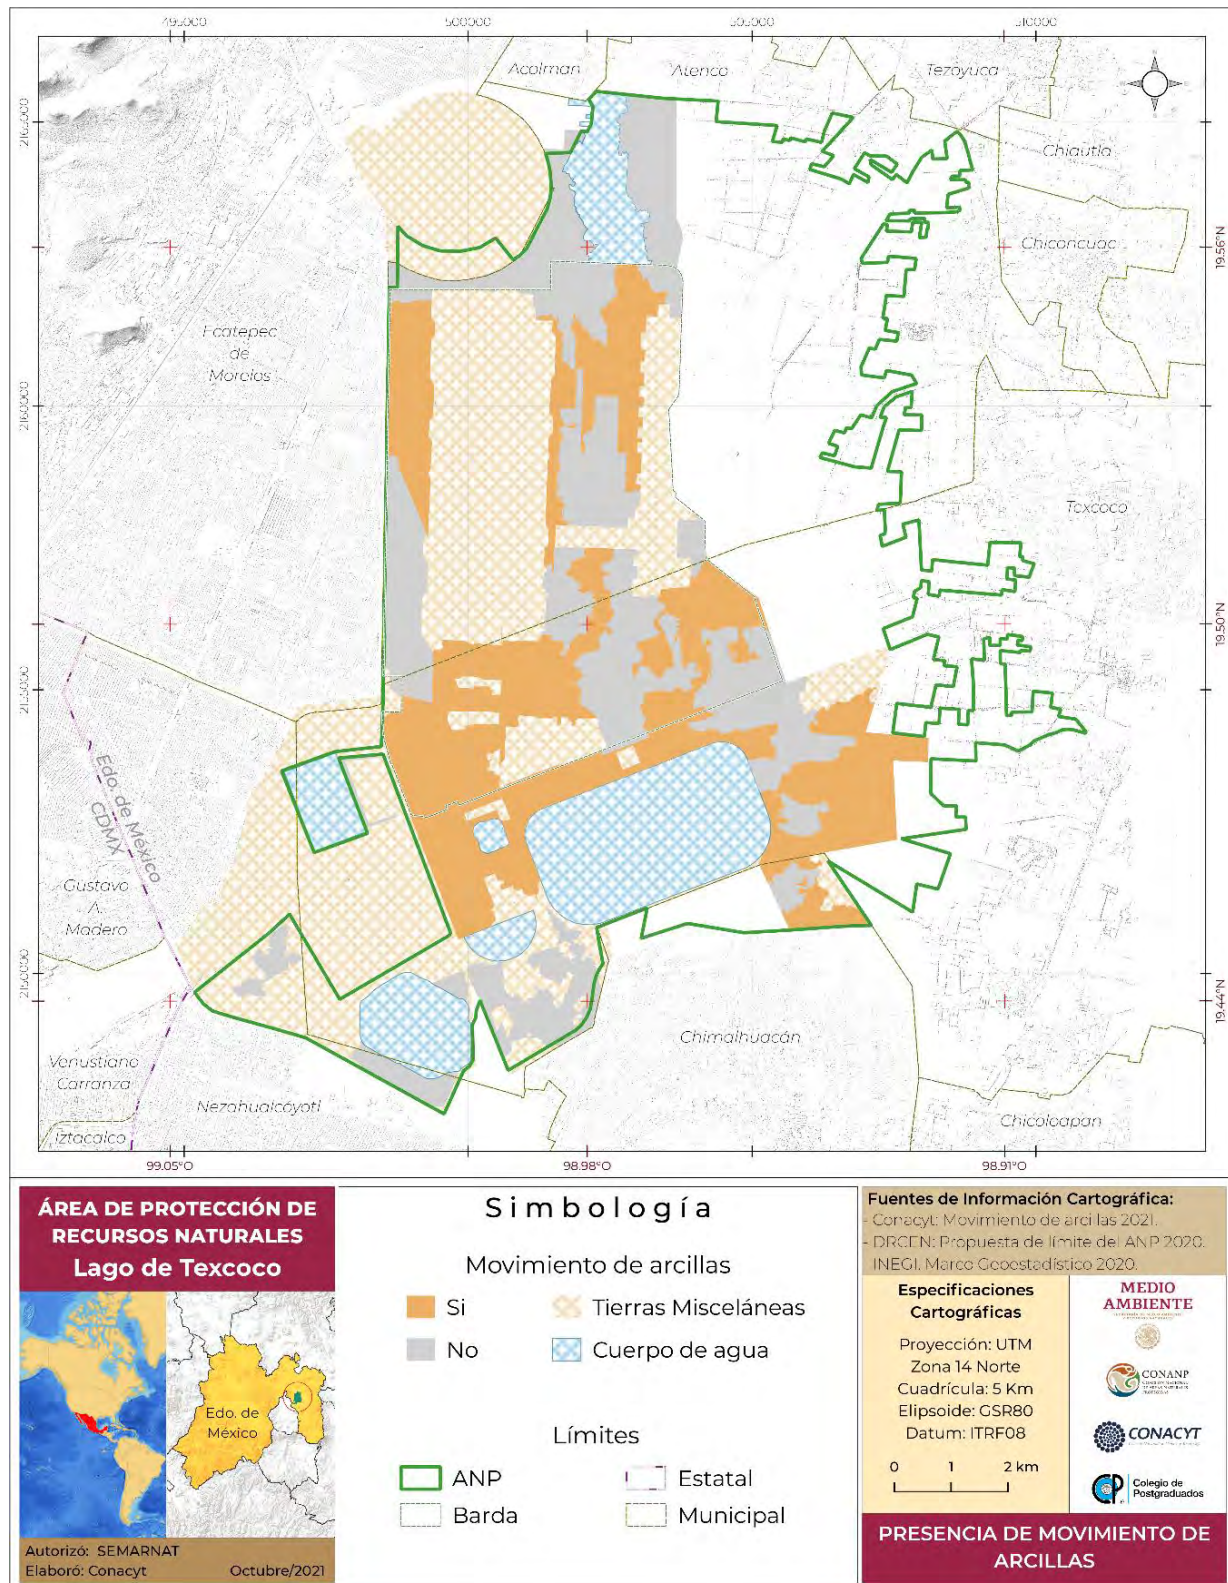 495000 500000 505000 510000
Acolman
Atenco
Tezoyuca
2165000
Chiautla
Chiconcuac
19.56°N
Ecatepec
de
Morelos
2160000
Texcoco
19.50°N
2155000
Edo. de México
CDMX
Gustavo
A.
Madero
2150000
19.44°N
Chimalhuacán
Venustiano
Carranza
Nezahualcóyotl
Chicoloapan
Iztacalco
99.05°O 98.98°O 98.91°O
ÁREA DE PROTECCIÓN DE
RECURSOS NATURALES
Lago de Texcoco
Edo. de
México
Autorizó: SEMARNAT
Elaboró: Conacyt Octubre/2021
Simbología
Movimiento de arcillas
Si Tierras Misceláneas
No Cuerpo de agua
Límites
ANP Estatal
Barda Municipal
Fuentes de Información Cartográfica:
- Conacyt: Movimiento de arcillas 2021.
- DRCEN: Propuesta de límite del ANP 2020.
INEGI. Marco Geoestadístico 2020.
Especificaciones
Cartográficas
Proyección: UTM
Zona 14 Norte
Cuadrícula: 5 Km
Elipsoide: GSR80
Datum: ITRF08
0 1 2 km
MEDIO
AMBIENTE
CONANP
CONACYT
Colegio de
Postgraduados
PRESENCIA DE MOVIMIENTO DE
ARCILLAS